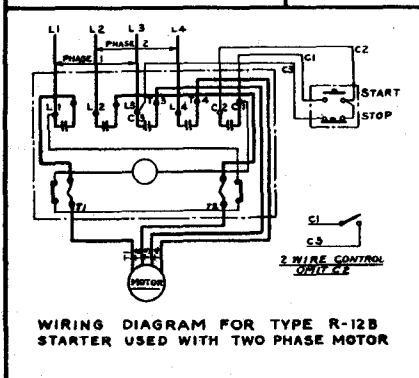 L1 L2 L3 L4
PHASE 2
PHASE 1
C2
C1
C3
START
STOP
L1 L2 L3 T3 L4 T4 C2 C3
C3
T1 T2
MOTOR
C1
C3
2 WIRE CONTROL
OMIT C2
WIRING DIAGRAM FOR TYPE R-12B
STARTER USED WITH TWO PHASE MOTOR